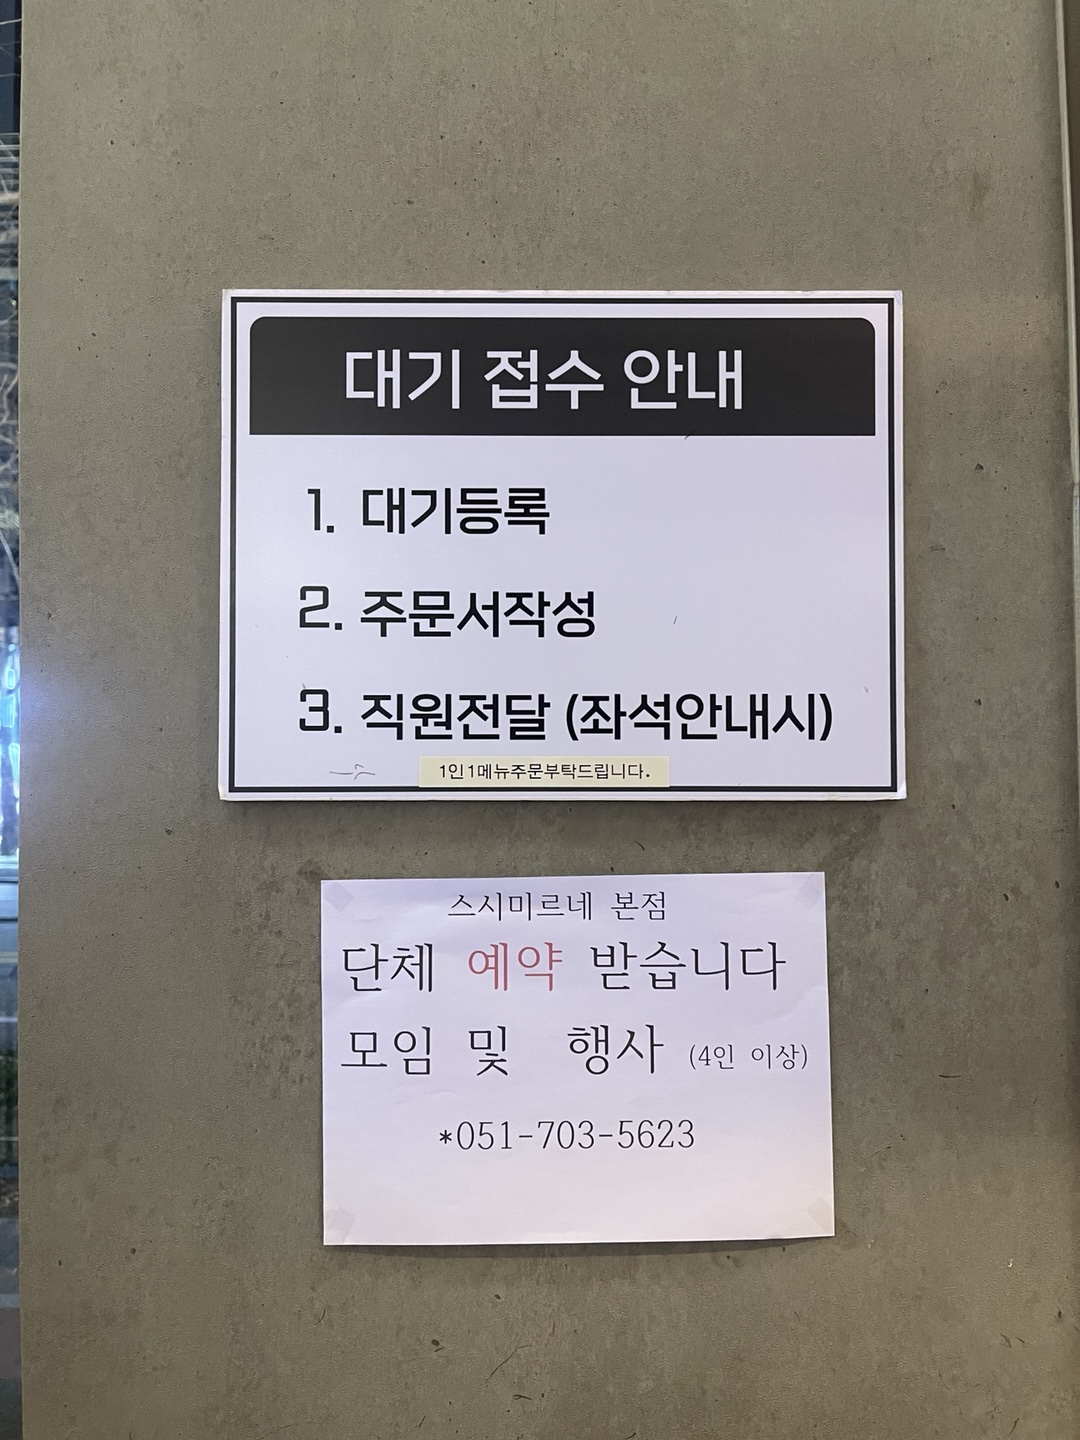 대기 접수 안내
1. 대기등록
2. 주문서작성
3. 직원전달 (좌석안내시)
1인1메뉴주문부탁드립니다.
스시미르네 본점
단체 예약 받습니다
모임 및 행사 (4인 이상)
*051-703-5623